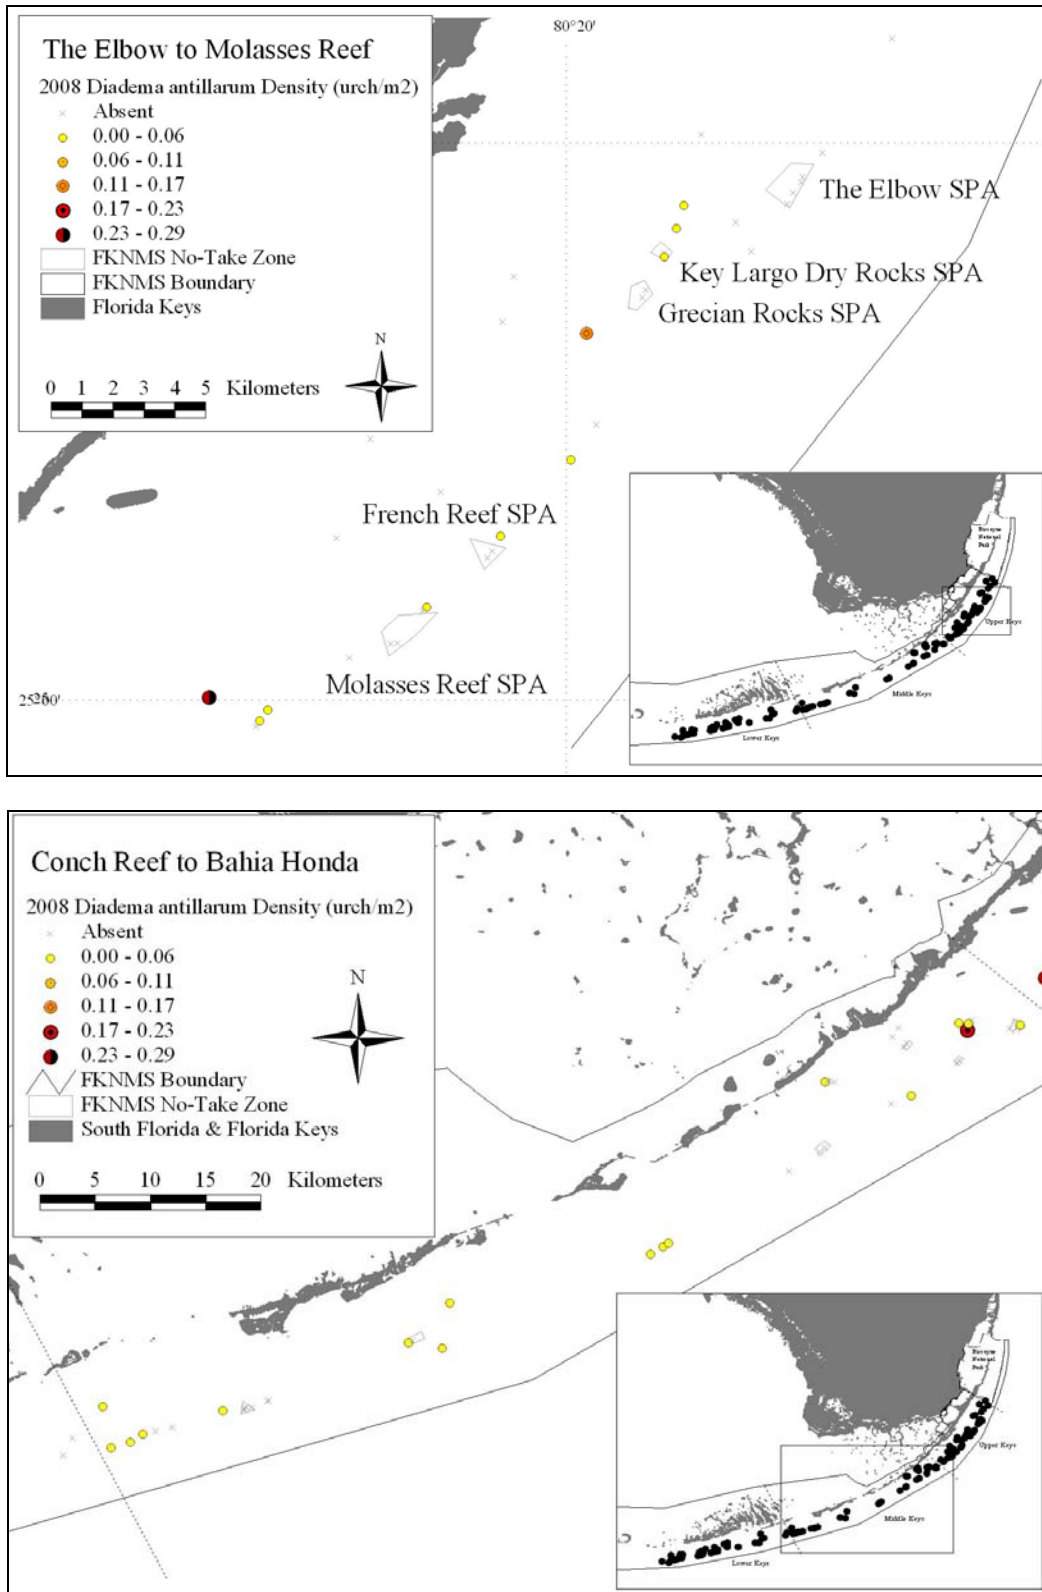 80°20'
The Elbow to Molasses Reef
2008 Diadema antillarum Density (urch/m2)
Absent
0.00 - 0.06
0.06 - 0.11
0.11 - 0.17
0.17 - 0.23
0.23 - 0.29
FKNMS No-Take Zone
FKNMS Boundary
Florida Keys
N
0 1 2 3 4 5 Kilometers
The Elbow SPA
Key Largo Dry Rocks SPA
Grecian Rocks SPA
French Reef SPA
Molasses Reef SPA
Biscayne
National
Park
Upper Keys
Middle Keys
Lower Keys
Conch Reef to Bahia Honda
2008 Diadema antillarum Density (urch/m2)
Absent
0.00 - 0.06
0.06 - 0.11
0.11 - 0.17
0.17 - 0.23
0.23 - 0.29
FKNMS Boundary
FKNMS No-Take Zone
South Florida & Florida Keys
N
0 5 10 15 20 Kilometers
Biscayne
National
Park
Upper Keys
Middle Keys
Lower Keys